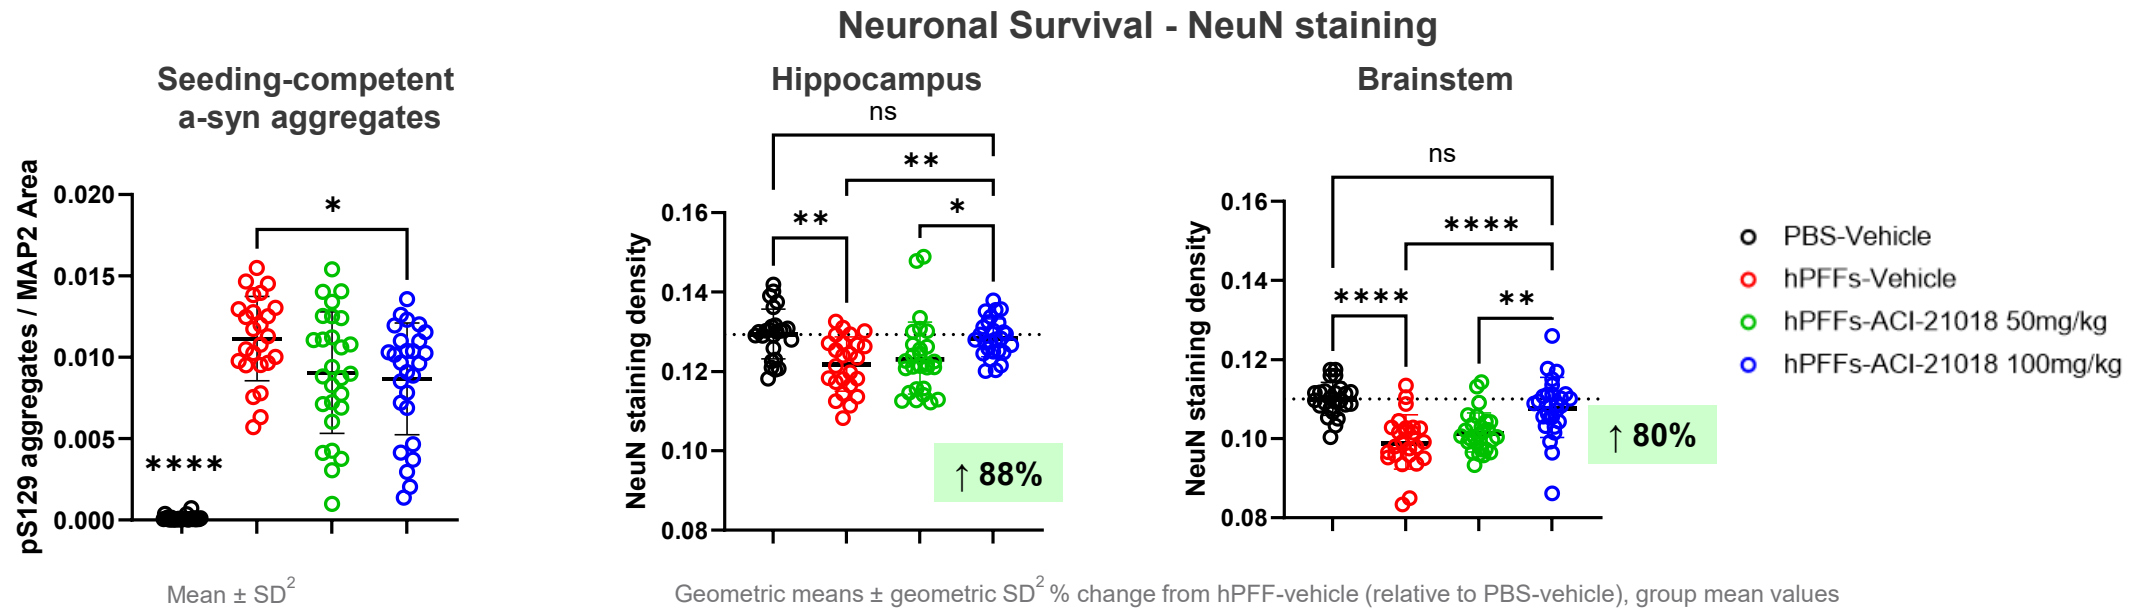 Neuronal Survival - NeuN staining
Seeding-competent
a-syn aggregates
pS129 aggregates / MAP2 Area
0.020
0.015
0.010
0.005
0.000
****
*
Mean ± SD2
Hippocampus
NeuN staining density
0.16
0.14
0.12
0.10
0.08
ns
**
**
*
↑ 88%
Brainstem
NeuN staining density
0.16
0.14
0.12
0.10
0.08
ns
****
****
**
↑ 80%
Geometric means ± geometric SD2 % change from hPFF-vehicle (relative to PBS-vehicle), group mean values
PBS-Vehicle
hPFFs-Vehicle
hPFFs-ACI-21018 50mg/kg
hPFFs-ACI-21018 100mg/kg